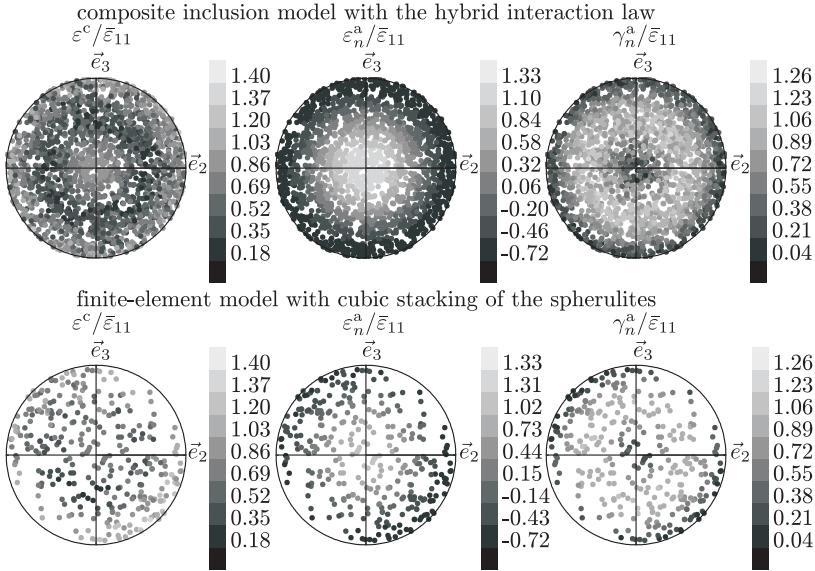 composite inclusion model with the hybrid interaction law
εᶜ/ε̄₁₁ εₙᵃ/ε̄₁₁ γₙᵃ/ε̄₁₁
e⃗₃ e⃗₃ e⃗₃
1.40 1.33 1.26
1.37 1.10 1.23
1.20 0.84 1.06
1.03 0.58 0.89
e⃗₂ 0.86 e⃗₂ 0.32 e⃗₂ 0.72
0.69 0.06 0.55
0.52 -0.20 0.38
0.35 -0.46 0.21
0.18 -0.72 0.04
finite-element model with cubic stacking of the spherulites
εᶜ/ε̄₁₁ εₙᵃ/ε̄₁₁ γₙᵃ/ε̄₁₁
e⃗₃ e⃗₃ e⃗₃
1.40 1.33 1.26
1.37 1.31 1.23
1.20 1.02 1.06
1.03 0.73 0.89
e⃗₂ 0.86 e⃗₂ 0.44 e⃗₂ 0.72
0.69 0.15 0.55
0.52 -0.14 0.38
0.35 -0.43 0.21
0.18 -0.72 0.04